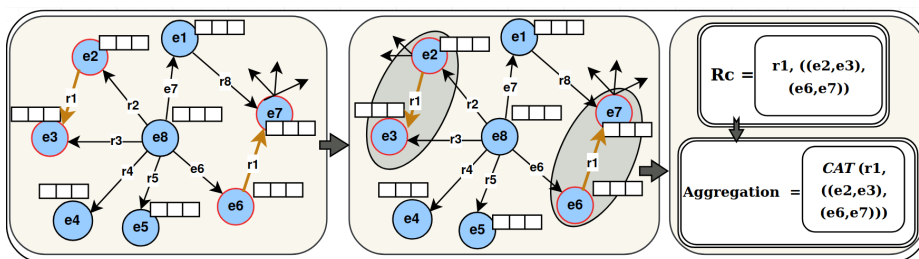 e1
e2
r1
r2
e7
r8
e7
e3
r3
e8
r4
r5
e6
r1
e4
e5
e6
e1
e2
r1
r2
e7
r8
e7
e3
r3
e8
r4
r5
e6
r1
e4
e5
e6
Rc =
r1, ((e2,e3),
(e6,e7))
Aggregation =
CAT (r1,
((e2,e3),
(e6,e7)))